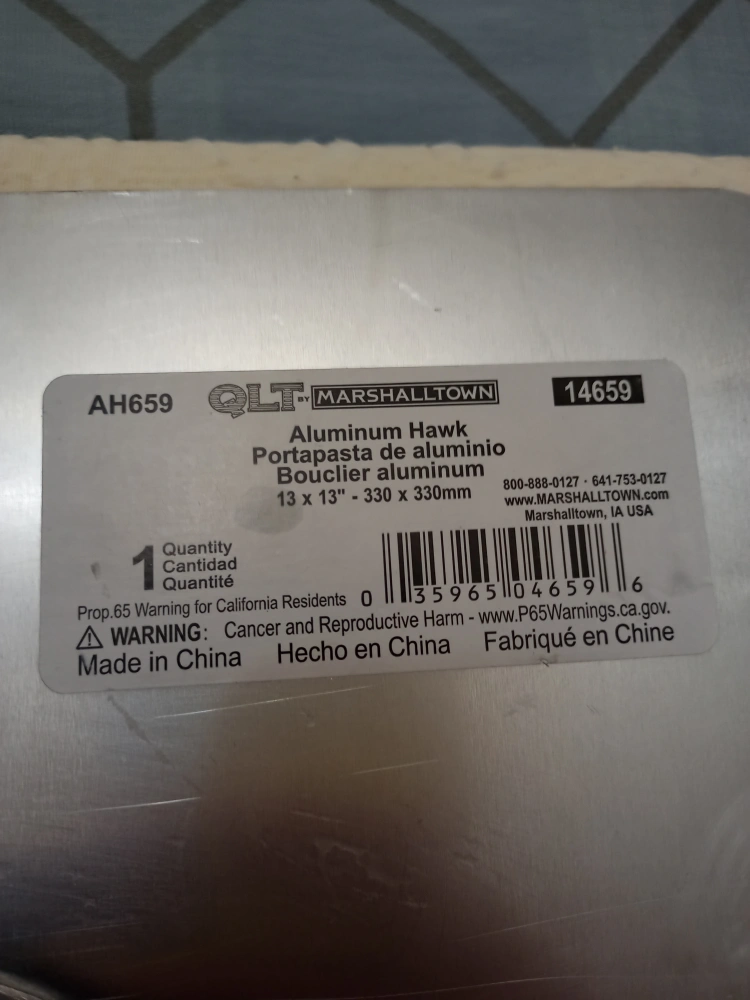 AH659 QLT BY MARSHALLTOWN 14659
Aluminum Hawk
Portapasta de aluminio
Bouclier aluminum
13 x 13" - 330 x 330mm
800-888-0127 · 641-753-0127
www.MARSHALLTOWN.com
Marshalltown, IA USA
1 Quantity
Cantidad
Quantité
0 35965 04659 6
Prop.65 Warning for California Residents
WARNING: Cancer and Reproductive Harm - www.P65Warnings.ca.gov.
Made in China Hecho en China Fabriqué en Chine